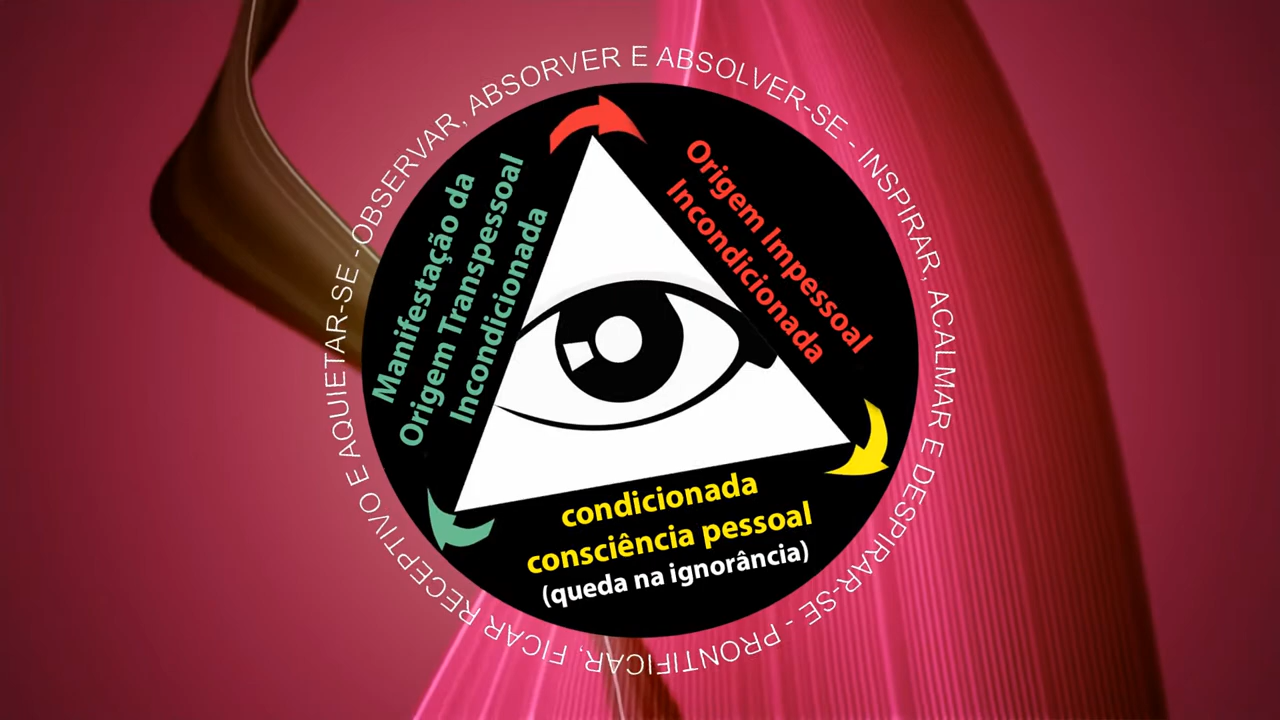 OBSERVAR, ABSORVER E ABSOLVER-SE - INSPIRAR, ACALMAR E DESPIRAR-SE - PRONTIFICAR, FICAR RECEPTIVO E AQUIETAR-SE -
Manifestação da
Origem Transpessoal
Incondicionada
Origem Impessoal
Incondicionada
condicionada
consciência pessoal
(queda na ignorância)